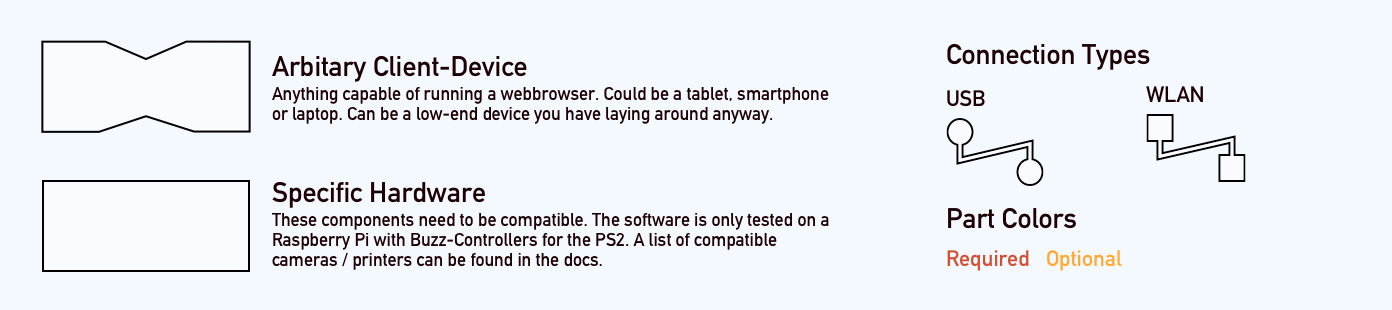 Arbitary Client-Device
Anything capable of running a webbrowser. Could be a tablet, smartphone
or laptop. Can be a low-end device you have laying around anyway.
Specific Hardware
These components need to be compatible. The software is only tested on a
Raspberry Pi with Buzz-Controllers for the PS2. A list of compatible
cameras / printers can be found in the docs.
Connection Types
USB
WLAN
Part Colors
Required Optional